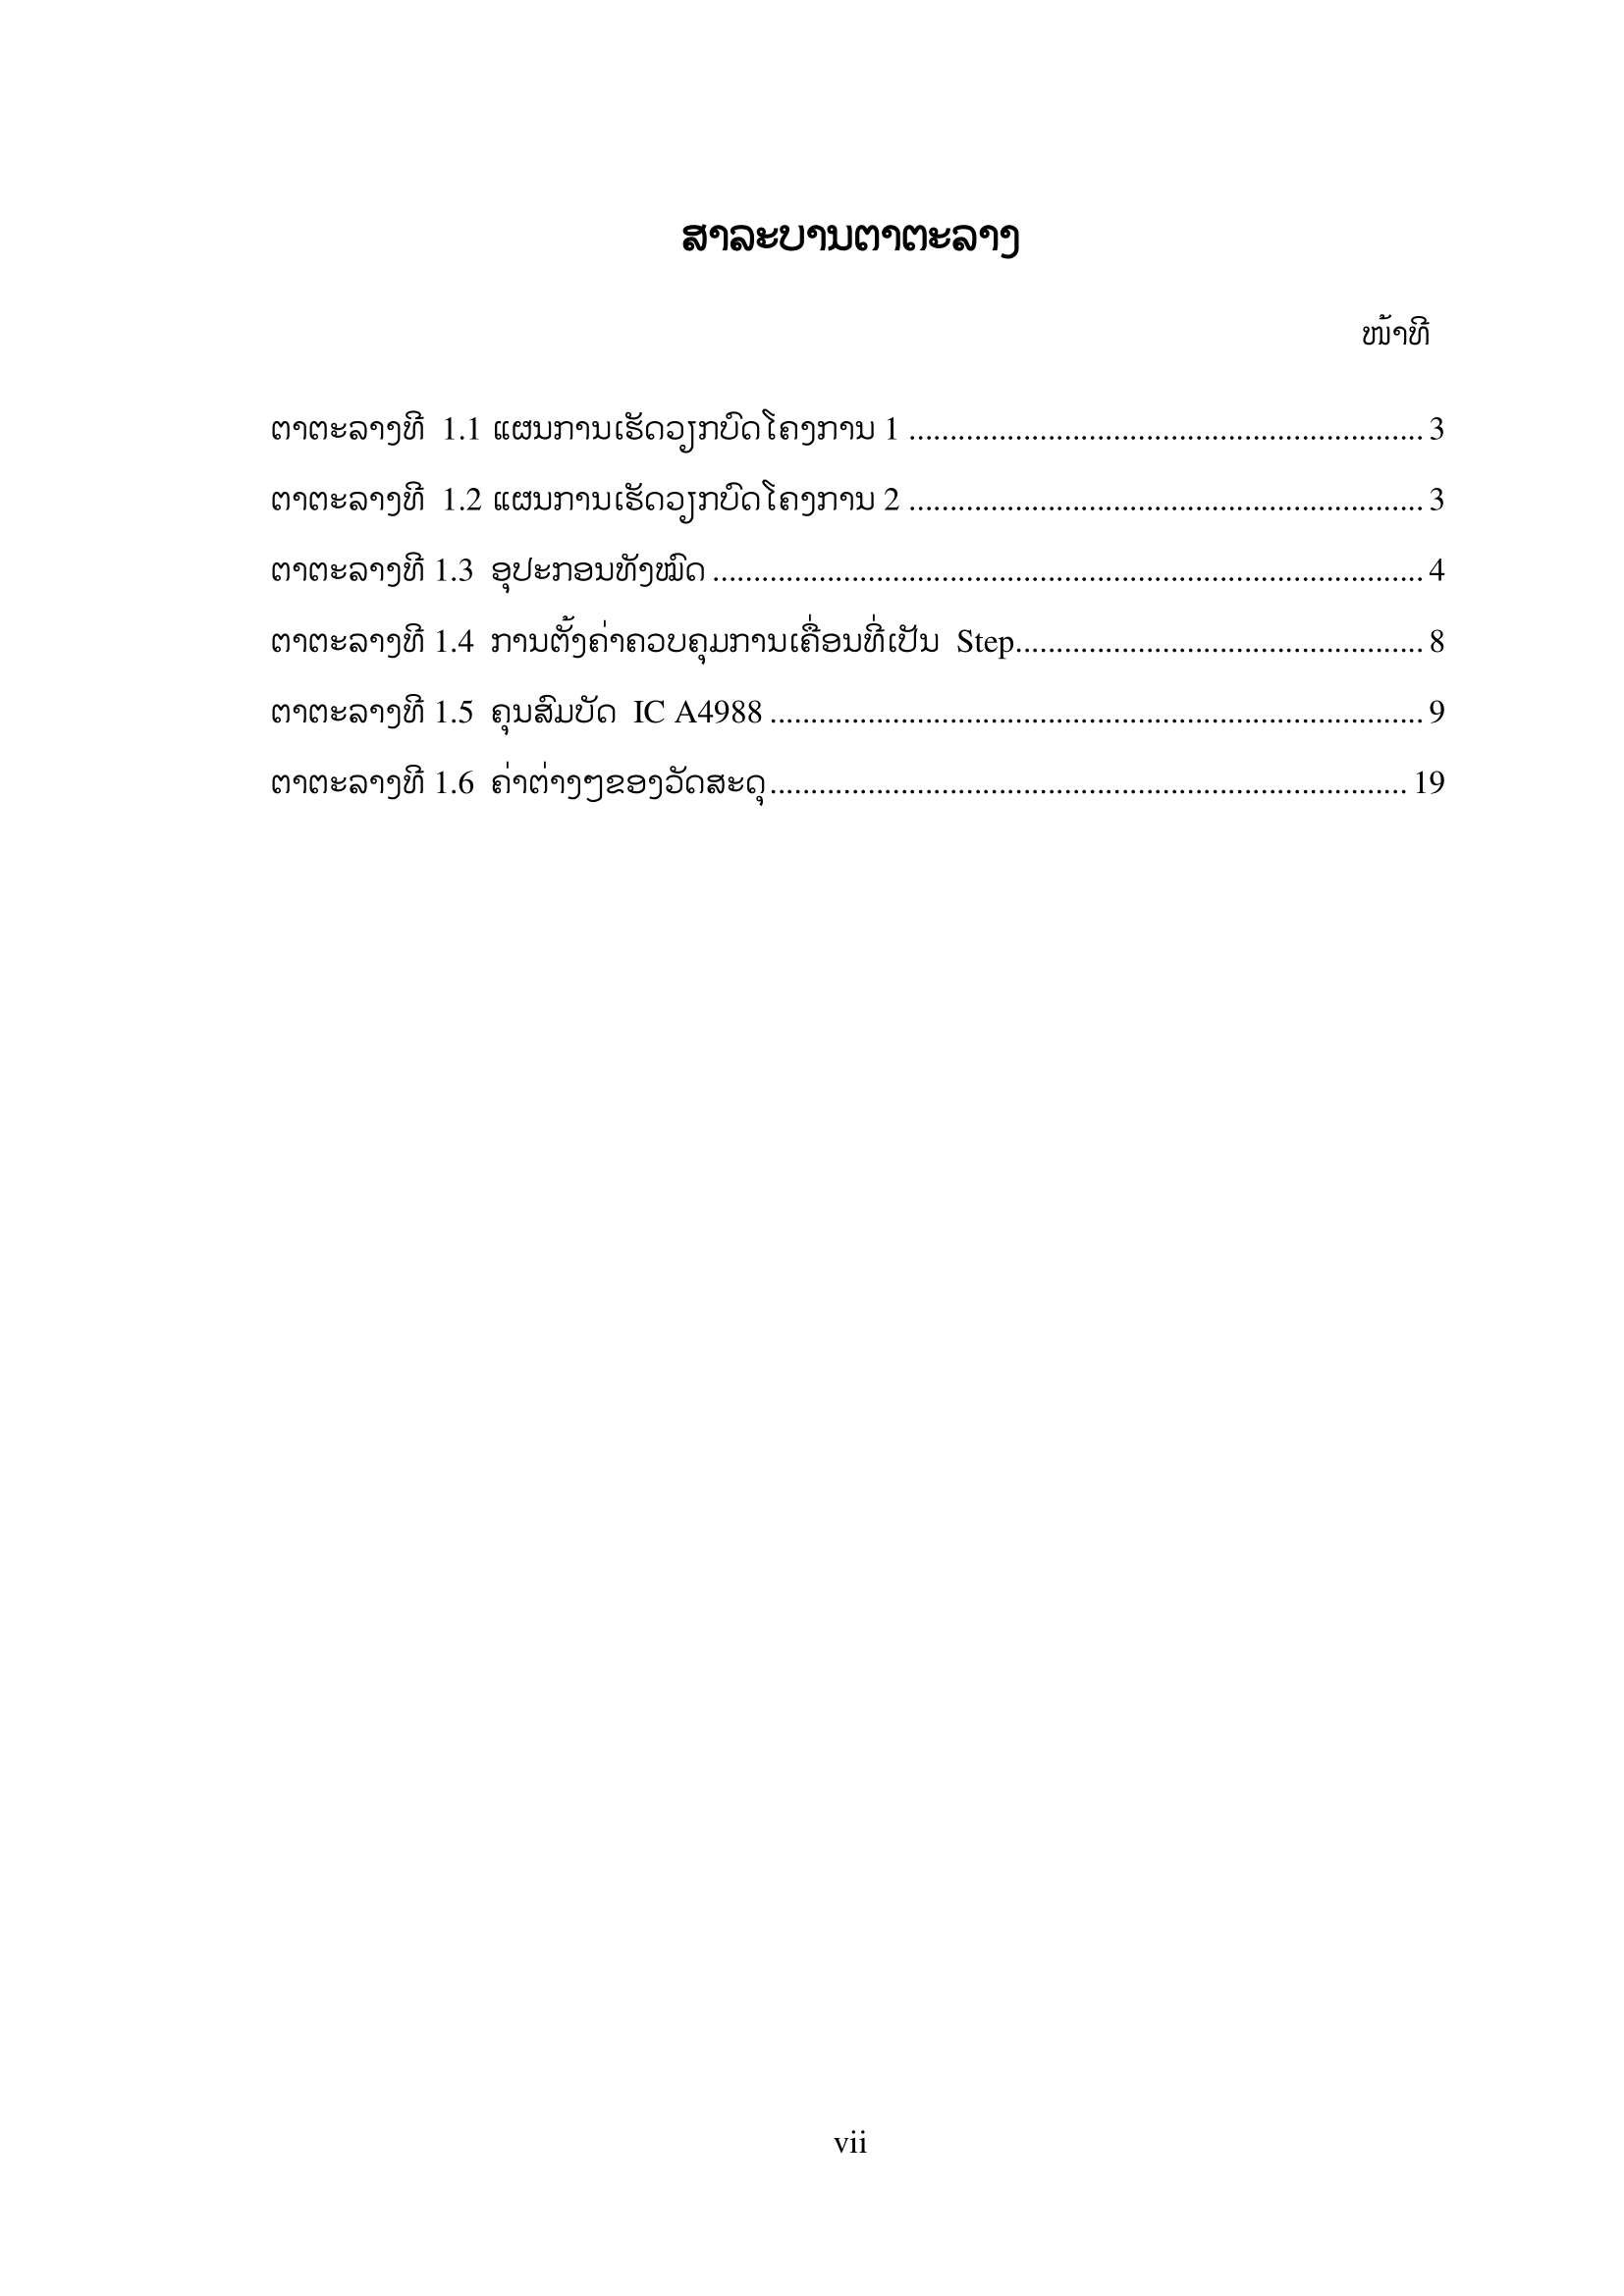 ສາລະບານຕາຕະລາງ
ໜ້າທີ
ຕາຕະລາງທີ 1.1 ແຜນການເຮັດວຽກບົດໂຄງການ 1 ............................................................... 3
ຕາຕະລາງທີ 1.2 ແຜນການເຮັດວຽກບົດໂຄງການ 2 ............................................................... 3
ຕາຕະລາງທີ 1.3 ອຸປະກອນທັງໝົດ ....................................................................................... 4
ຕາຕະລາງທີ 1.4 ການຕັ້ງຄ່າຄວບຄຸມການເຄື່ອນທີ່ເປັນ Step.................................................. 8
ຕາຕະລາງທີ 1.5 ຄຸນສົມບັດ IC A4988 ................................................................................ 9
ຕາຕະລາງທີ 1.6 ຄ່າຕ່າງໆຂອງວັດສະດຸ.............................................................................. 19
vii